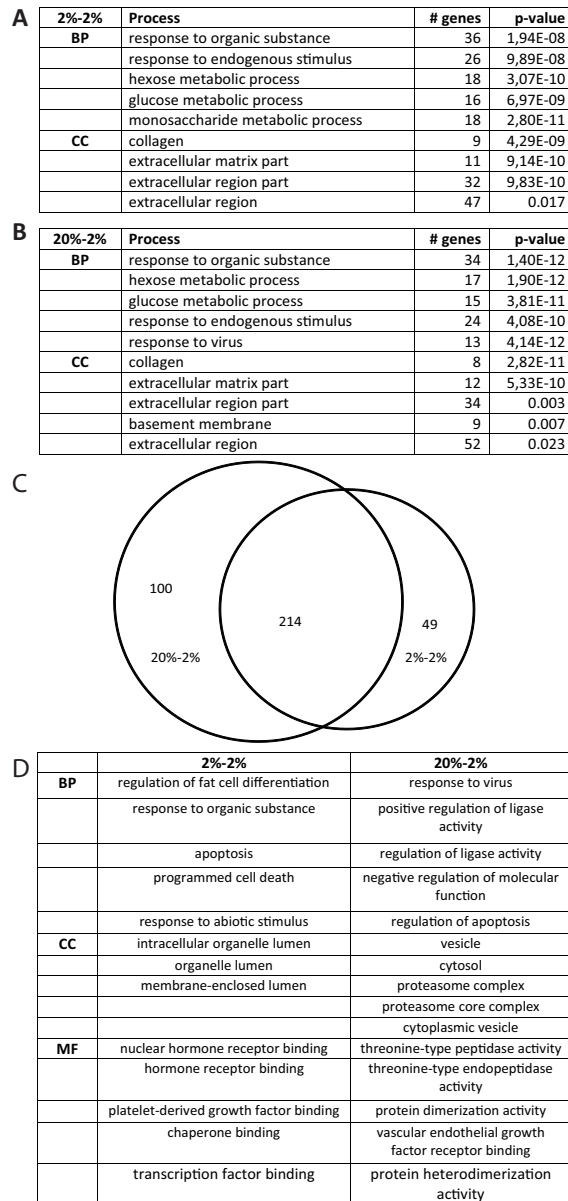 A
2%-2% Process # genes p-value
BP response to organic substance 36 1,94E-08
response to endogenous stimulus 26 9,89E-08
hexose metabolic process 18 3,07E-10
glucose metabolic process 16 6,97E-09
monosaccharide metabolic process 18 2,80E-11
CC collagen 9 4,29E-09
extracellular matrix part 11 9,14E-10
extracellular region part 32 9,83E-10
extracellular region 47 0.017
B
20%-2% Process # genes p-value
BP response to organic substance 34 1,40E-12
hexose metabolic process 17 1,90E-12
glucose metabolic process 15 3,81E-11
response to endogenous stimulus 24 4,08E-10
response to virus 13 4,14E-12
CC collagen 8 2,82E-11
extracellular matrix part 12 5,33E-10
extracellular region part 34 0.003
basement membrane 9 0.007
extracellular region 52 0.023
C
100
214
49
20%-2%
2%-2%
D
2%-2% 20%-2%
BP regulation of fat cell differentiation response to virus
response to organic substance positive regulation of ligase
activity
apoptosis regulation of ligase activity
programmed cell death negative regulation of molecular
function
response to abiotic stimulus regulation of apoptosis
CC intracellular organelle lumen vesicle
organelle lumen cytosol
membrane-enclosed lumen proteasome complex
proteasome core complex
cytoplasmic vesicle
MF nuclear hormone receptor binding threonine-type peptidase activity
hormone receptor binding threonine-type endopeptidase
activity
platelet-derived growth factor binding protein dimerization activity
chaperone binding vascular endothelial growth
factor receptor binding
transcription factor binding protein heterodimerization
activity